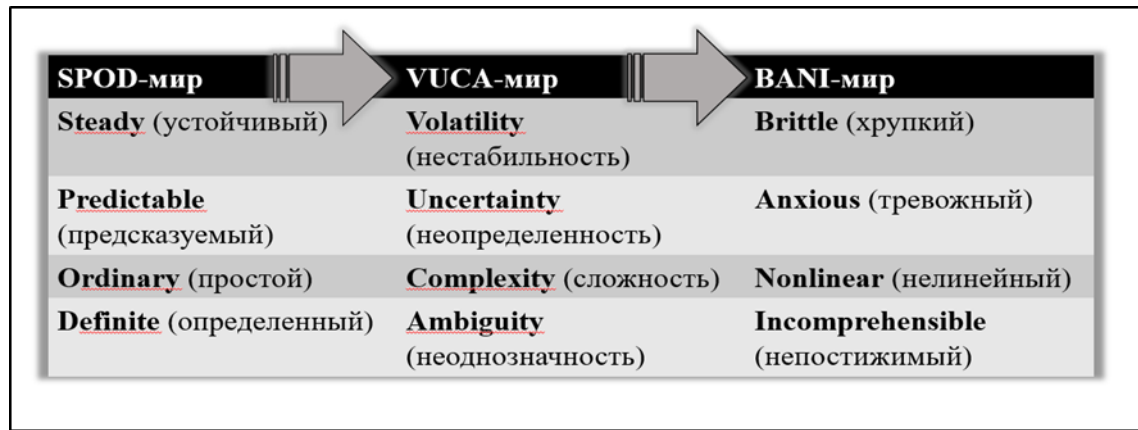 SPOD-мир VUCA-мир BANI-мир
Steady (устойчивый) Volatility Brittle (хрупкий)
(нестабильность)
Predictable Uncertainty Anxious (тревожный)
(предсказуемый) (неопределенность)
Ordinary (простой) Complexity (сложность) Nonlinear (нелинейный)
Definite (определенный) Ambiguity Incomprehensible
(неоднозначность) (непостижимый)